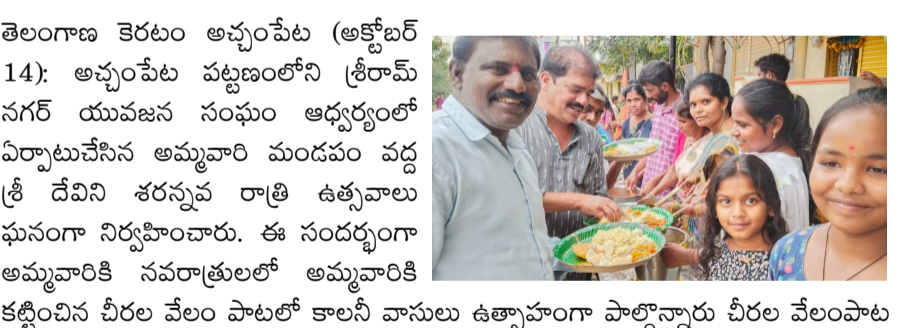 తెలంగాణ కెరటం అచ్చంపేట (అక్టోబర్
14): అచ్చంపేట పట్టణంలోని శ్రీరామ్
నగర్ యువజన సంఘం ఆధ్వర్యంలో
ఏర్పాటుచేసిన అమ్మవారి మండపం వద్ద
శ్రీ దేవిని శరన్నవ రాత్రి ఉత్సవాలు
ఘనంగా నిర్వహించారు. ఈ సందర్భంగా
అమ్మవారికి నవరాత్రులలో అమ్మవారికి
కట్టించిన చీరల వేలం పాటలో కాలనీ వాసులు ఉత్సాహంగా పాల్గొన్నారు చీరల వేలంపాట